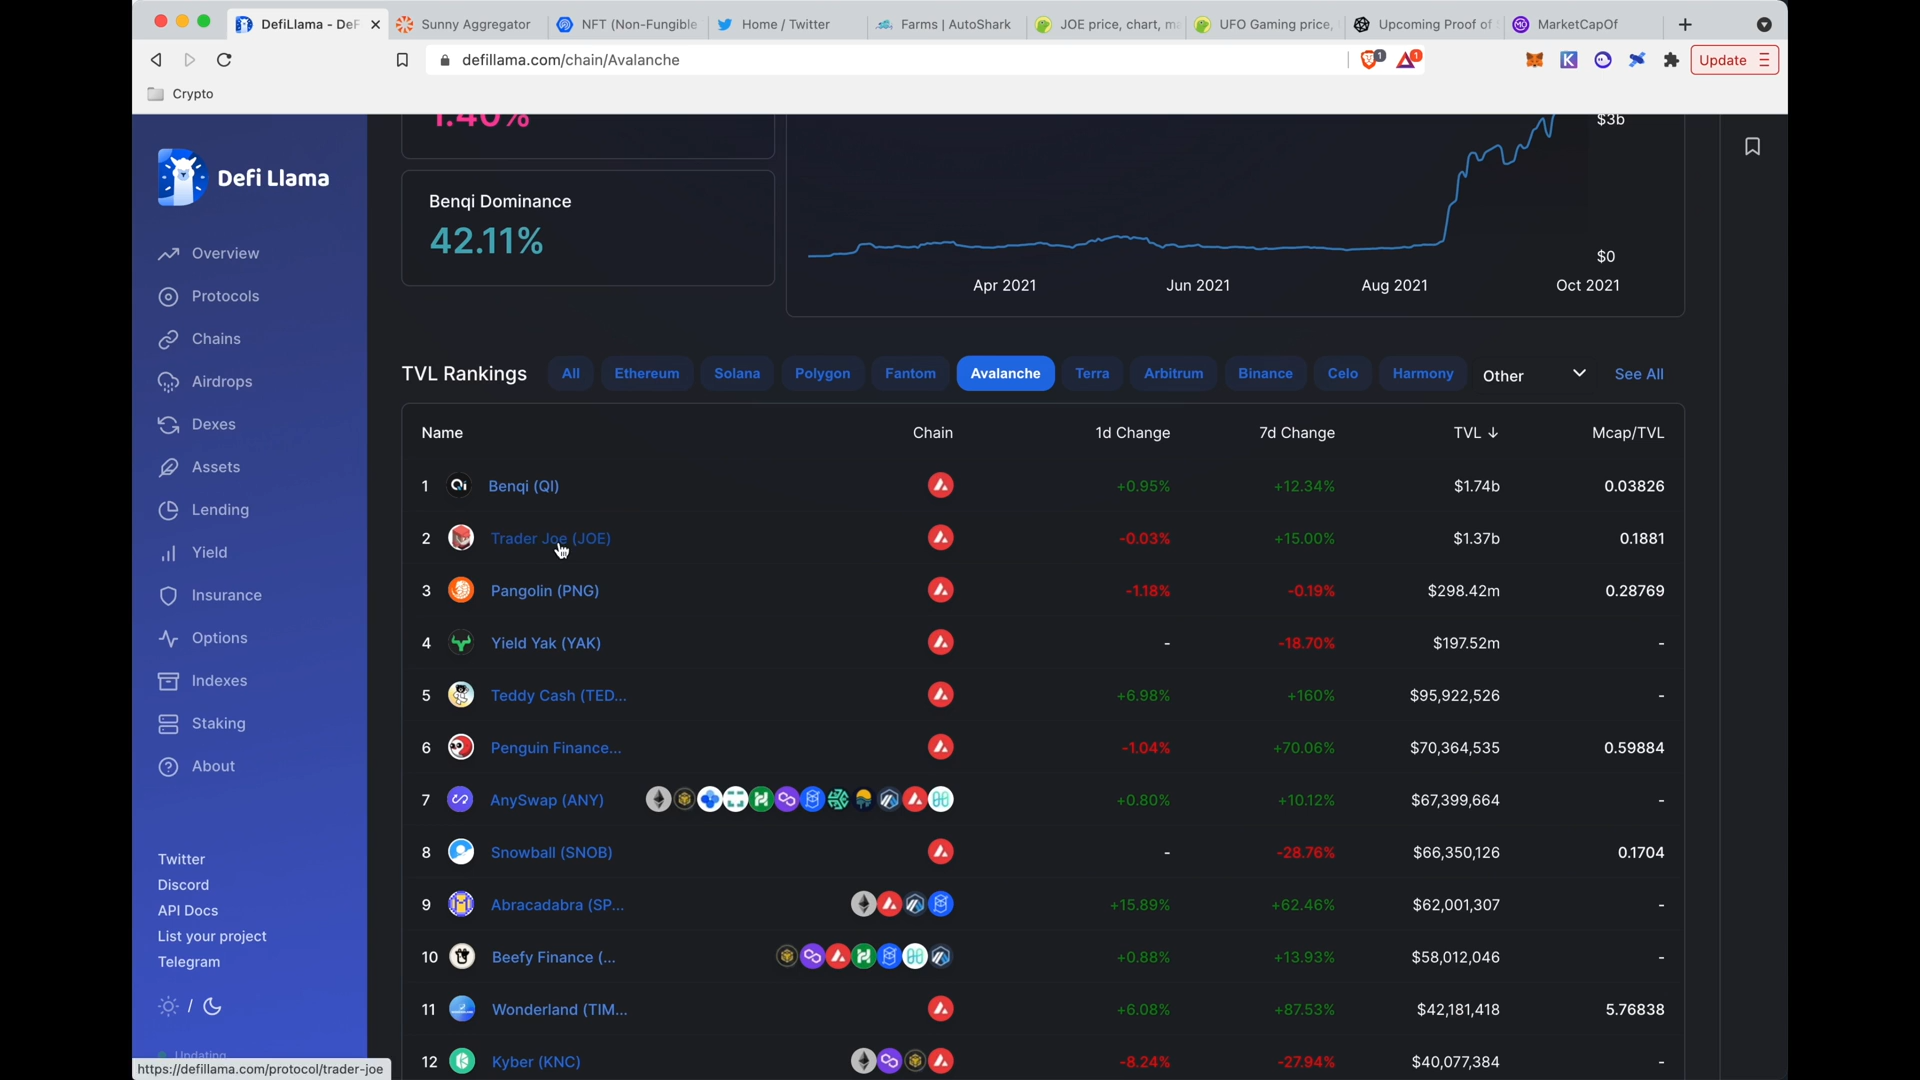 DefiLlama - DeF
Sunny Aggregator
NFT (Non-Fungible
Home / Twitter
Farms | AutoShark
JOE price, chart, ma
UFO Gaming price,
Upcoming Proof of
MarketCapOf
defillama.com/chain/Avalanche
1
1
Update
Crypto
Defi Llama
Overview
Protocols
Chains
Airdrops
Dexes
Assets
Lending
Yield
Insurance
Options
Indexes
Staking
About
Twitter
Discord
API Docs
List your project
Telegram
/
Updating
https://defillama.com/protocol/trader-joe
1.40%
Benqi Dominance
42.11%
$3b
$0
Apr 2021 Jun 2021 Aug 2021 Oct 2021
TVL Rankings All Ethereum Solana Polygon Fantom Avalanche Terra Arbitrum Binance Celo Harmony Other See All
Name Chain 1d Change 7d Change TVL ↓ Mcap/TVL
1 Qi Benqi (QI) +0.95% +12.34% $1.74b 0.03826
2 Trader Joe (JOE) -0.03% +15.00% $1.37b 0.1881
3 Pangolin (PNG) -1.18% -0.19% $298.42m 0.28769
4 Yield Yak (YAK) - -18.70% $197.52m -
5 Teddy Cash (TED... +6.98% +160% $95,922,526 -
6 Penguin Finance... -1.04% +70.06% $70,364,535 0.59884
7 AnySwap (ANY) +0.80% +10.12% $67,399,664 -
8 Snowball (SNOB) - -28.76% $66,350,126 0.1704
9 Abracadabra (SP... +15.89% +62.46% $62,001,307 -
10 Beefy Finance (... +0.88% +13.93% $58,012,046 -
11 Wonderland (TIM... +6.08% +87.53% $42,181,418 5.76838
12 Kyber (KNC) -8.24% -27.94% $40,077,384 -